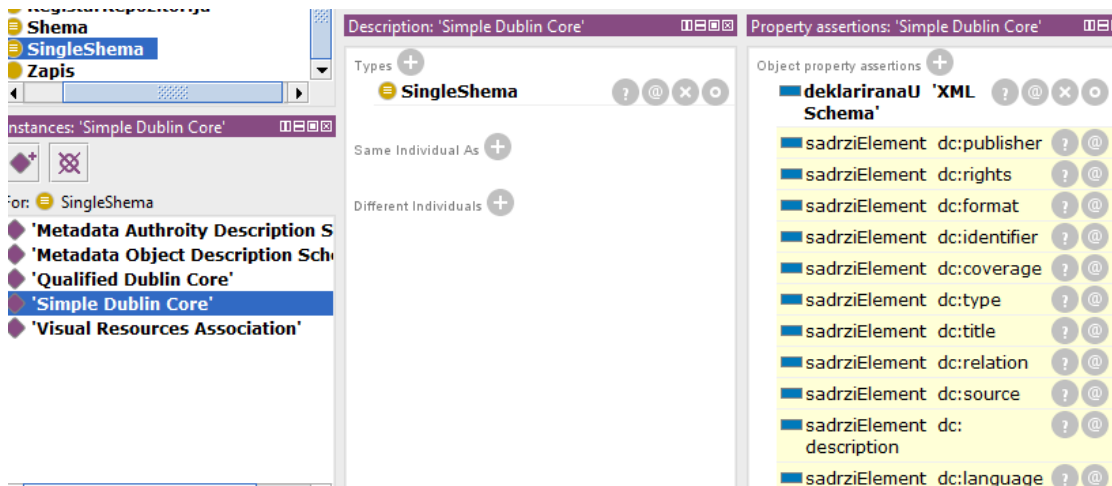 RegistarRepozitorija
Shema
SingleShema
Zapis
nstances: 'Simple Dublin Core'
For: SingleShema
'Metadata Authroity Description S
'Metadata Object Description Sch
'Qualified Dublin Core'
'Simple Dublin Core'
'Visual Resources Association'
Description: 'Simple Dublin Core'
Types
SingleShema
Same Individual As
Different Individuals
Property assertions: 'Simple Dublin Core'
Object property assertions
deklariranaU 'XML
Schema'
sadrziElement dc:publisher
sadrziElement dc:rights
sadrziElement dc:format
sadrziElement dc:identifier
sadrziElement dc:coverage
sadrziElement dc:type
sadrziElement dc:title
sadrziElement dc:relation
sadrziElement dc:source
sadrziElement dc:
description
sadrziElement dc:language